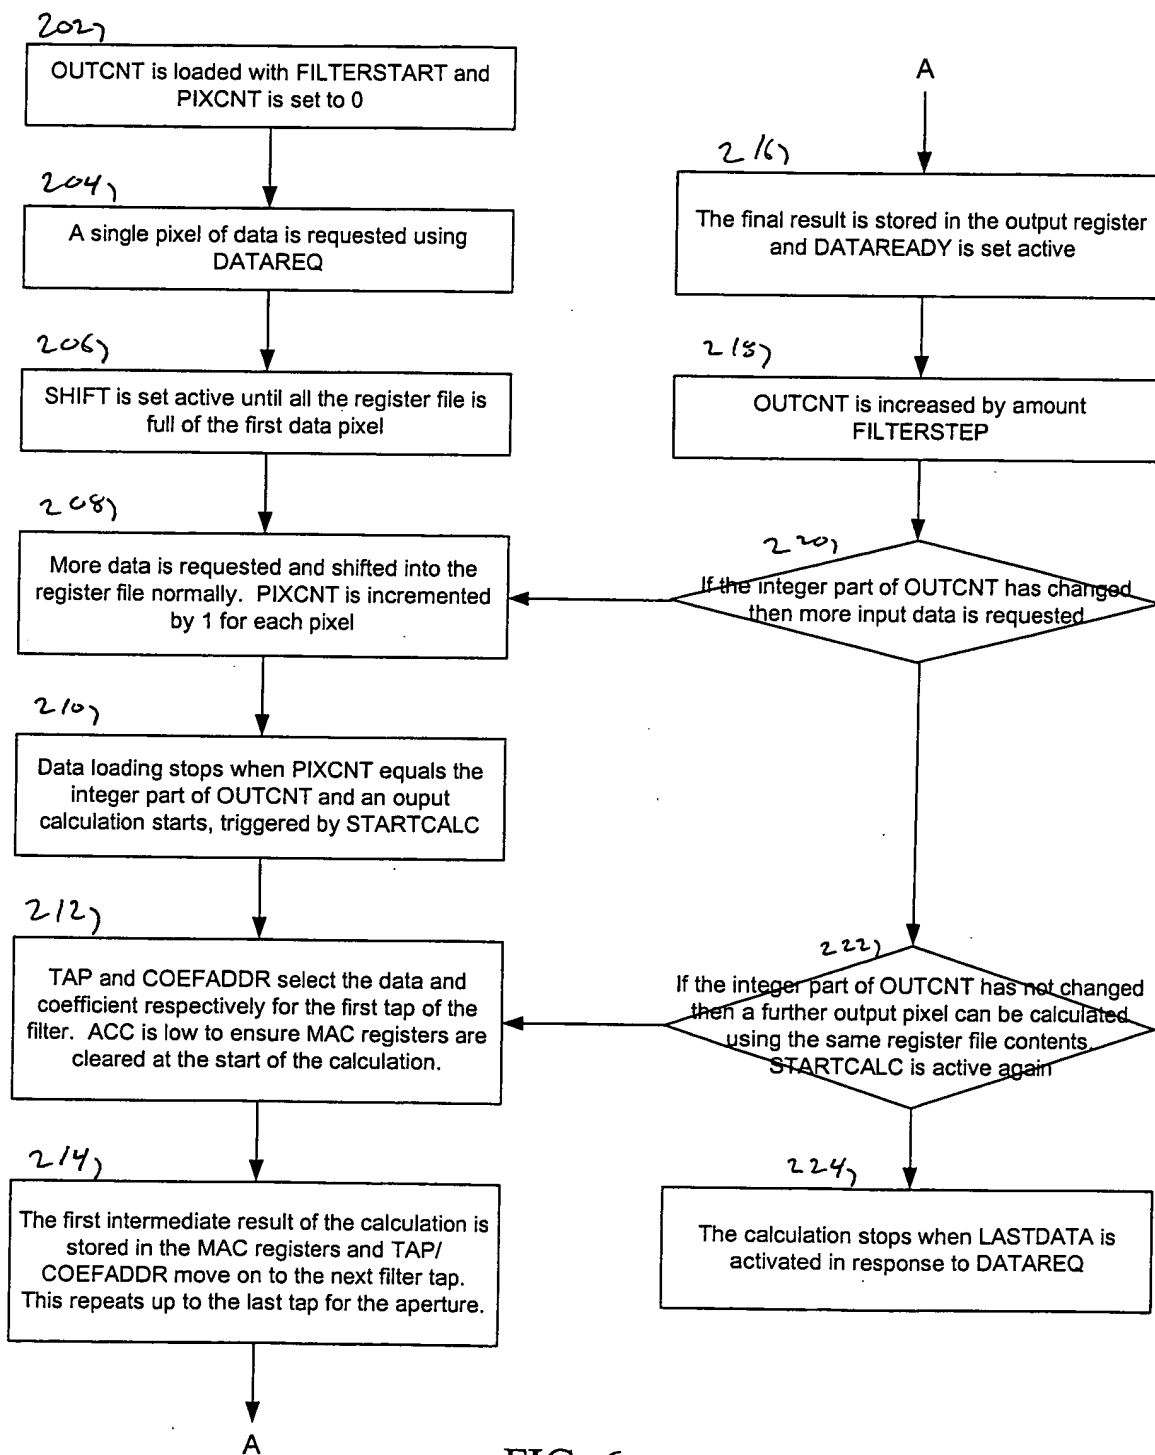 202
OUTCNT is loaded with FILTERSTART and
PIXCNT is set to 0
204
A single pixel of data is requested using
DATAREQ
206
SHIFT is set active until all the register file is
full of the first data pixel
208
More data is requested and shifted into the
register file normally. PIXCNT is incremented
by 1 for each pixel
210
Data loading stops when PIXCNT equals the
integer part of OUTCNT and an ouput
calculation starts, triggered by STARTCALC
212
TAP and COEFADDR select the data and
coefficient respectively for the first tap of the
filter. ACC is low to ensure MAC registers are
cleared at the start of the calculation.
214
The first intermediate result of the calculation is
stored in the MAC registers and TAP/
COEFADDR move on to the next filter tap.
This repeats up to the last tap for the aperture.
A
A
216
The final result is stored in the output register
and DATAREADY is set active
218
OUTCNT is increased by amount
FILTERSTEP
220
If the integer part of OUTCNT has changed
then more input data is requested
222
If the integer part of OUTCNT has not changed
then a further output pixel can be calculated
using the same register file contents.
STARTCALC is active again
224
The calculation stops when LASTDATA is
activated in response to DATAREQ